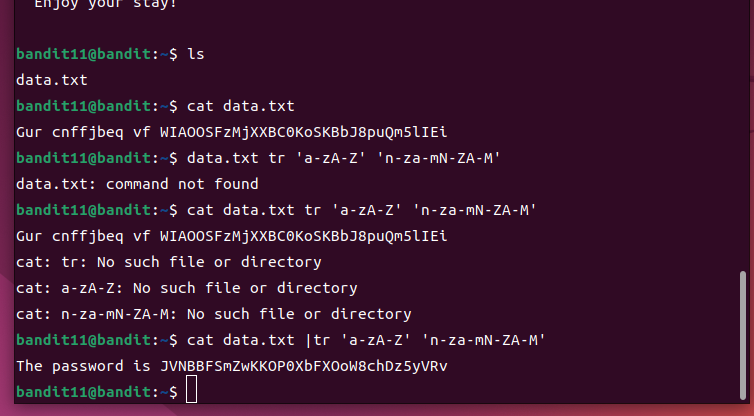 Enjoy your stay!
bandit11@bandit:~$ ls
data.txt
bandit11@bandit:~$ cat data.txt
Gur cnffjbeq vf WIAOOSFzMjXXBC0KoSKBbJ8puQm5lIEi
bandit11@bandit:~$ data.txt tr 'a-zA-Z' 'n-za-mN-ZA-M'
data.txt: command not found
bandit11@bandit:~$ cat data.txt tr 'a-zA-Z' 'n-za-mN-ZA-M'
Gur cnffjbeq vf WIAOOSFzMjXXBC0KoSKBbJ8puQm5lIEi
cat: tr: No such file or directory
cat: a-zA-Z: No such file or directory
cat: n-za-mN-ZA-M: No such file or directory
bandit11@bandit:~$ cat data.txt |tr 'a-zA-Z' 'n-za-mN-ZA-M'
The password is JVNBBFSmZwKKOP0XbFXOoW8chDz5yVRv
bandit11@bandit:~$